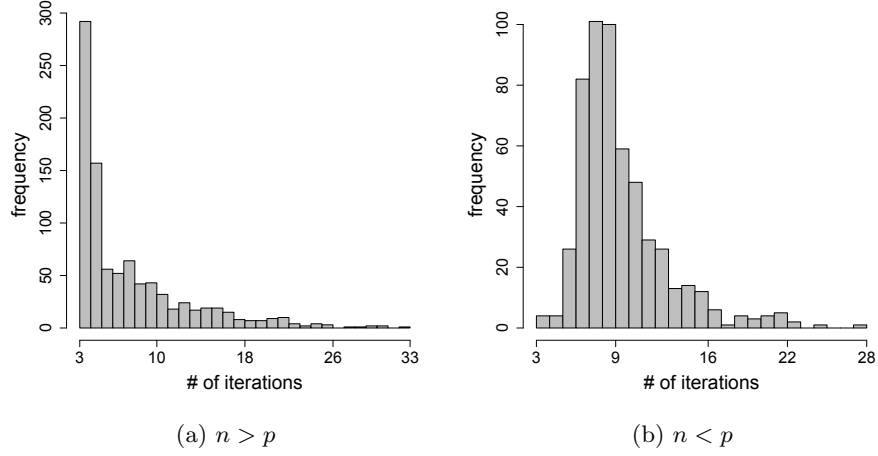 frequency
300
250
200
150
100
50
0
3 10 18 26 33
# of iterations
(a) n > p
frequency
100
80
60
40
20
0
3 9 16 22 28
# of iterations
(b) n < p